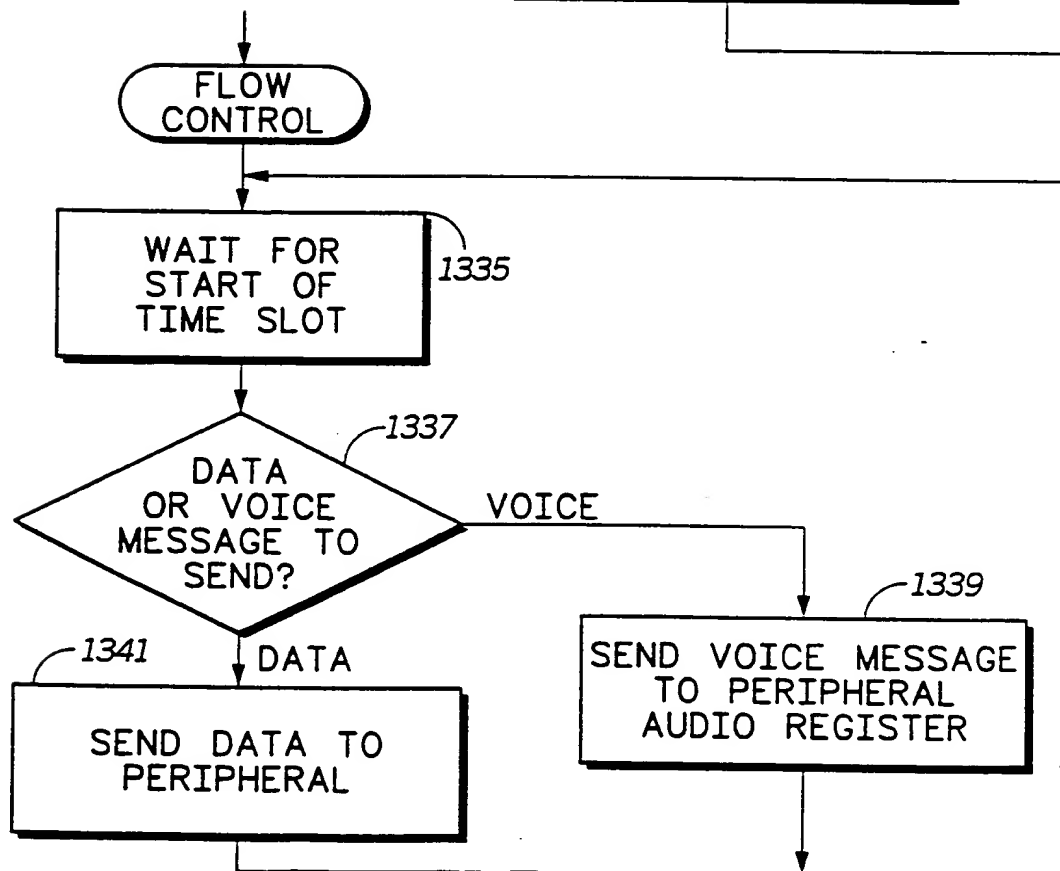 FLOW
CONTROL
WAIT FOR
START OF
TIME SLOT
1335
1337
DATA
OR VOICE
MESSAGE TO
SEND?
VOICE
1339
SEND VOICE MESSAGE
TO PERIPHERAL
AUDIO REGISTER
1341
DATA
SEND DATA TO
PERIPHERAL